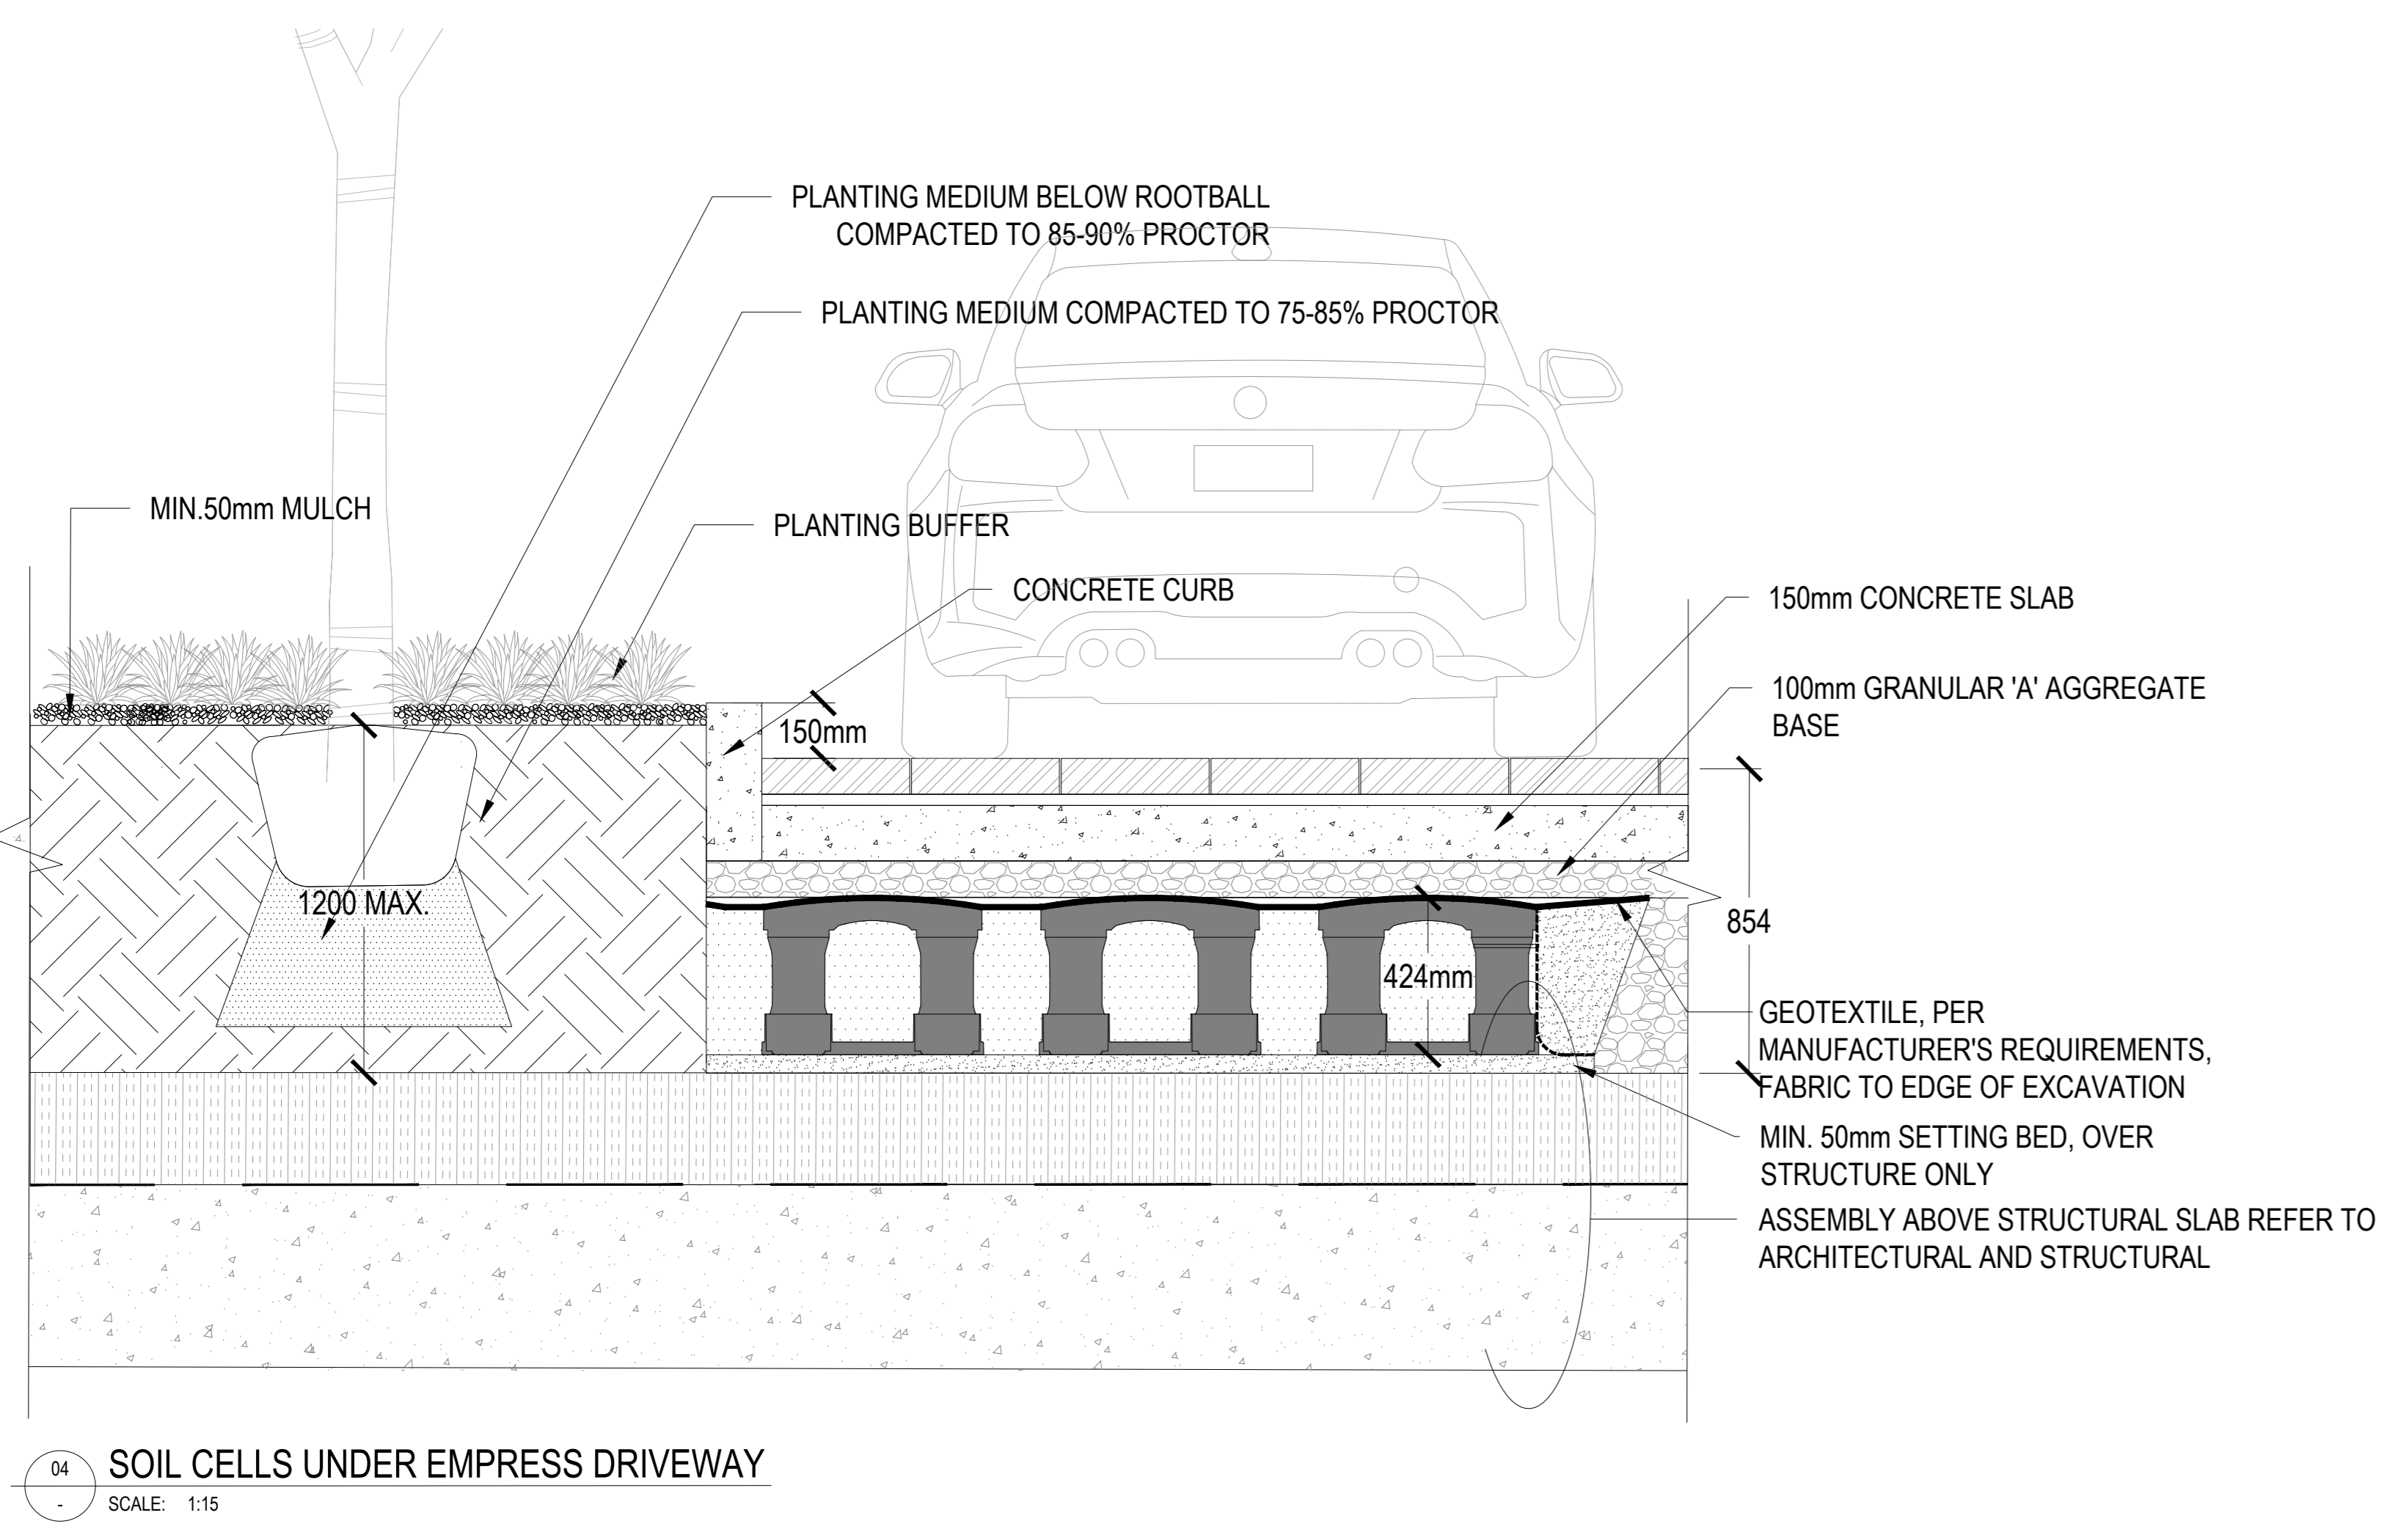 PLANTING MEDIUM BELOW ROOTBALL
COMPACTED TO 85-90% PROCTOR
PLANTING MEDIUM COMPACTED TO 75-85% PROCTOR
MIN.50mm MULCH
PLANTING BUFFER
CONCRETE CURB
150mm CONCRETE SLAB
100mm GRANULAR 'A' AGGREGATE
BASE
150mm
1200 MAX.
854
424mm
GEOTEXTILE, PER
MANUFACTURER'S REQUIREMENTS,
FABRIC TO EDGE OF EXCAVATION
MIN. 50mm SETTING BED, OVER
STRUCTURE ONLY
ASSEMBLY ABOVE STRUCTURAL SLAB REFER TO
ARCHITECTURAL AND STRUCTURAL
04
-
SOIL CELLS UNDER EMPRESS DRIVEWAY
SCALE: 1:15